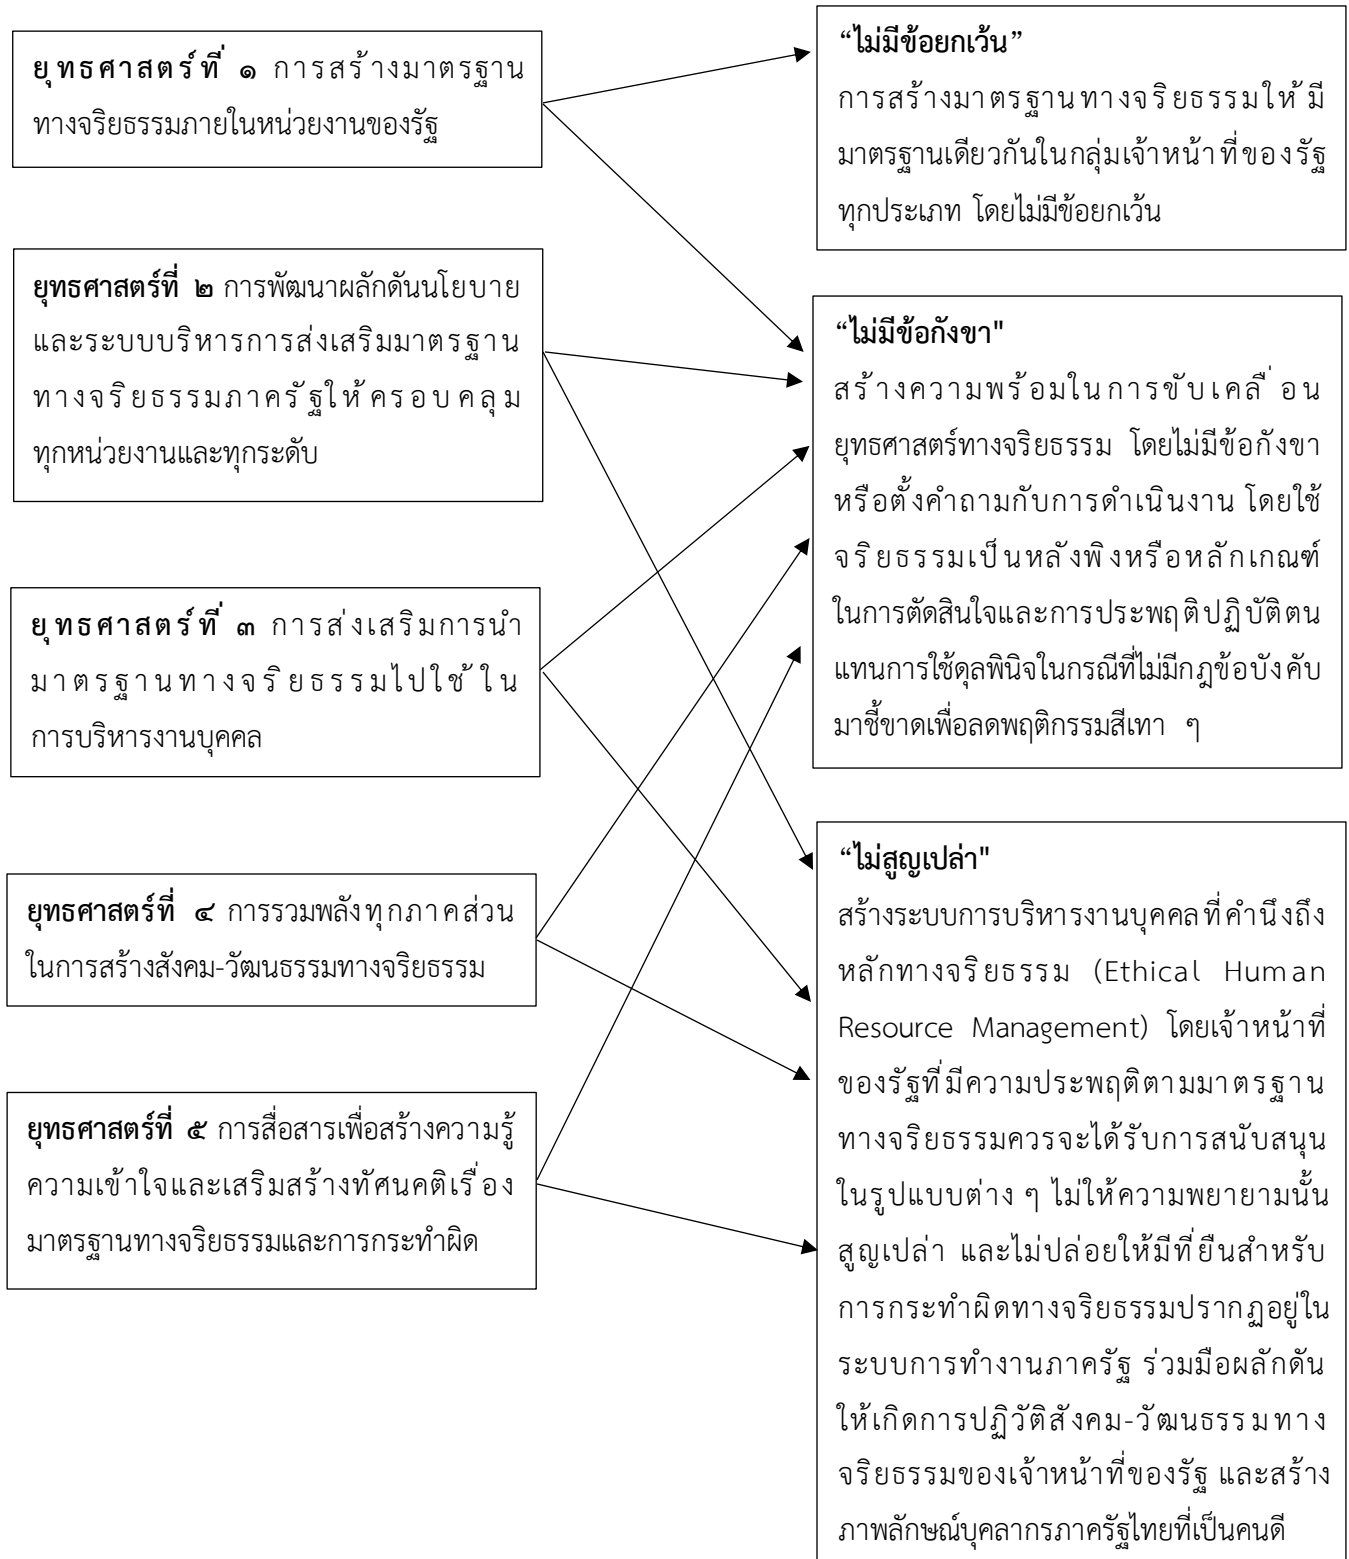 ยุทธศาสตร์ที่ ๑ การสร้างมาตรฐาน
ทางจริยธรรมภายในหน่วยงานของรัฐ
ยุทธศาสตร์ที่ ๒ การพัฒนาผลักดันนโยบาย
และระบบบริหารการส่งเสริมมาตรฐาน
ทางจริยธรรมภาครัฐให้ครอบคลุม
ทุกหน่วยงานและทุกระดับ
ยุทธศาสตร์ที่ ๓ การส่งเสริมการนำ
มาตรฐานทางจริยธรรมไปใช้ใน
การบริหารงานบุคคล
ยุทธศาสตร์ที่ ๔ การรวมพลังทุกภาคส่วน
ในการสร้างสังคม-วัฒนธรรมทางจริยธรรม
ยุทธศาสตร์ที่ ๕ การสื่อสารเพื่อสร้างความรู้
ความเข้าใจและเสริมสร้างทัศนคติเรื่อง
มาตรฐานทางจริยธรรมและการกระทำผิด
“ไม่มีข้อยกเว้น”
การสร้างมาตรฐานทางจริยธรรมให้มี
มาตรฐานเดียวกันในกลุ่มเจ้าหน้าที่ของรัฐ
ทุกประเภท โดยไม่มีข้อยกเว้น
“ไม่มีข้อกังขา"
สร้างความพร้อมในการขับเคลื่อน
ยุทธศาสตร์ทางจริยธรรม โดยไม่มีข้อกังขา
หรือตั้งคำถามกับการดำเนินงาน โดยใช้
จริยธรรมเป็นหลังพิงหรือหลักเกณฑ์
ในการตัดสินใจและการประพฤติปฏิบัติตน
แทนการใช้ดุลพินิจในกรณีที่ไม่มีกฎข้อบังคับ
มาชี้ขาดเพื่อลดพฤติกรรมสีเทา ๆ
“ไม่สูญเปล่า"
สร้างระบบการบริหารงานบุคคลที่คำนึงถึง
หลักทางจริยธรรม (Ethical Human
Resource Management) โดยเจ้าหน้าที่
ของรัฐที่มีความประพฤติตามมาตรฐาน
ทางจริยธรรมควรจะได้รับการสนับสนุน
ในรูปแบบต่าง ๆ ไม่ให้ความพยายามนั้น
สูญเปล่า และไม่ปล่อยให้มีที่ยืนสำหรับ
การกระทำผิดทางจริยธรรมปรากฏอยู่ใน
ระบบการทำงานภาครัฐ ร่วมมือผลักดัน
ให้เกิดการปฏิวัติสังคม-วัฒนธรรมทาง
จริยธรรมของเจ้าหน้าที่ของรัฐ และสร้าง
ภาพลักษณ์บุคลากรภาครัฐไทยที่เป็นคนดี